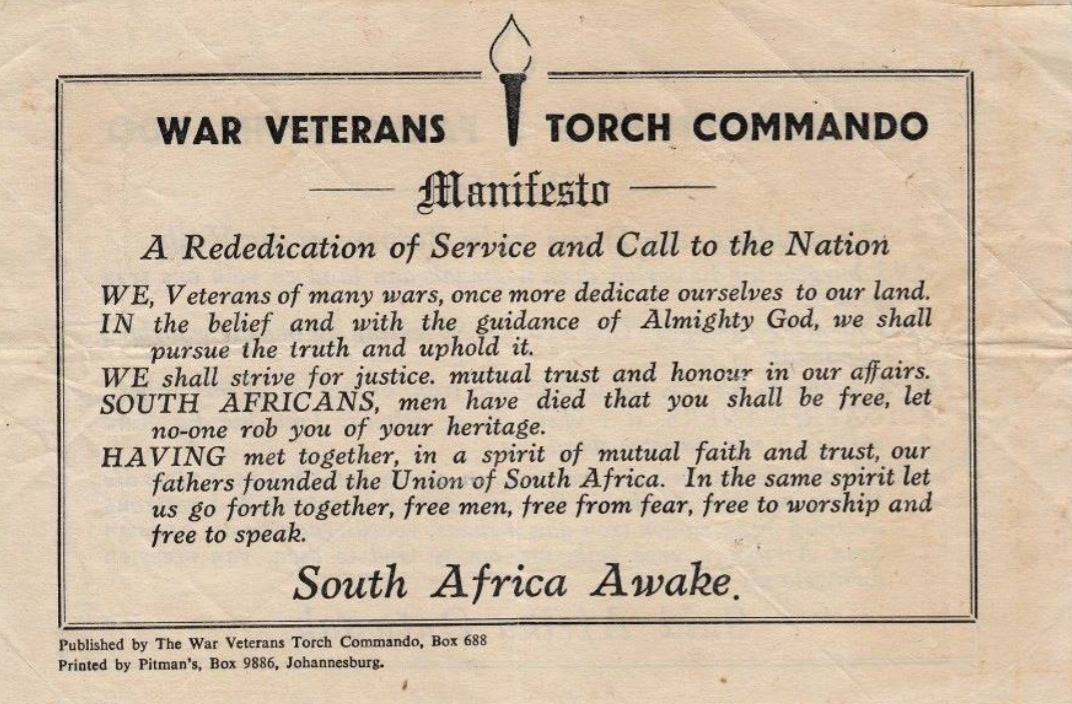 WAR VETERANS TORCH COMMANDO
Manifesto
A Rededication of Service and Call to the Nation
WE, Veterans of many wars, once more dedicate ourselves to our land.
IN the belief and with the guidance of Almighty God, we shall
pursue the truth and uphold it.
WE shall strive for justice. mutual trust and honour in our affairs.
SOUTH AFRICANS, men have died that you shall be free, let
no-one rob you of your heritage.
HAVING met together, in a spirit of mutual faith and trust, our
fathers founded the Union of South Africa. In the same spirit let
us go forth together, free men, free from fear, free to worship and
free to speak.
South Africa Awake.
Published by The War Veterans Torch Commando, Box 688
Printed by Pitman's, Box 9886, Johannesburg.